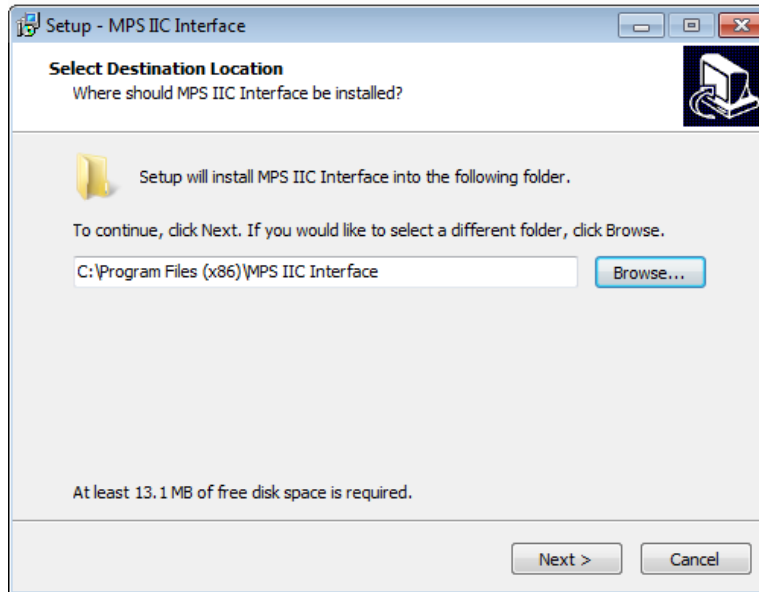 Setup - MPS IIC Interface
Select Destination Location
Where should MPS IIC Interface be installed?
Setup will install MPS IIC Interface into the following folder.
To continue, click Next. If you would like to select a different folder, click Browse.
C:\Program Files (x86)\MPS IIC Interface
Browse...
At least 13.1 MB of free disk space is required.
Next >
Cancel